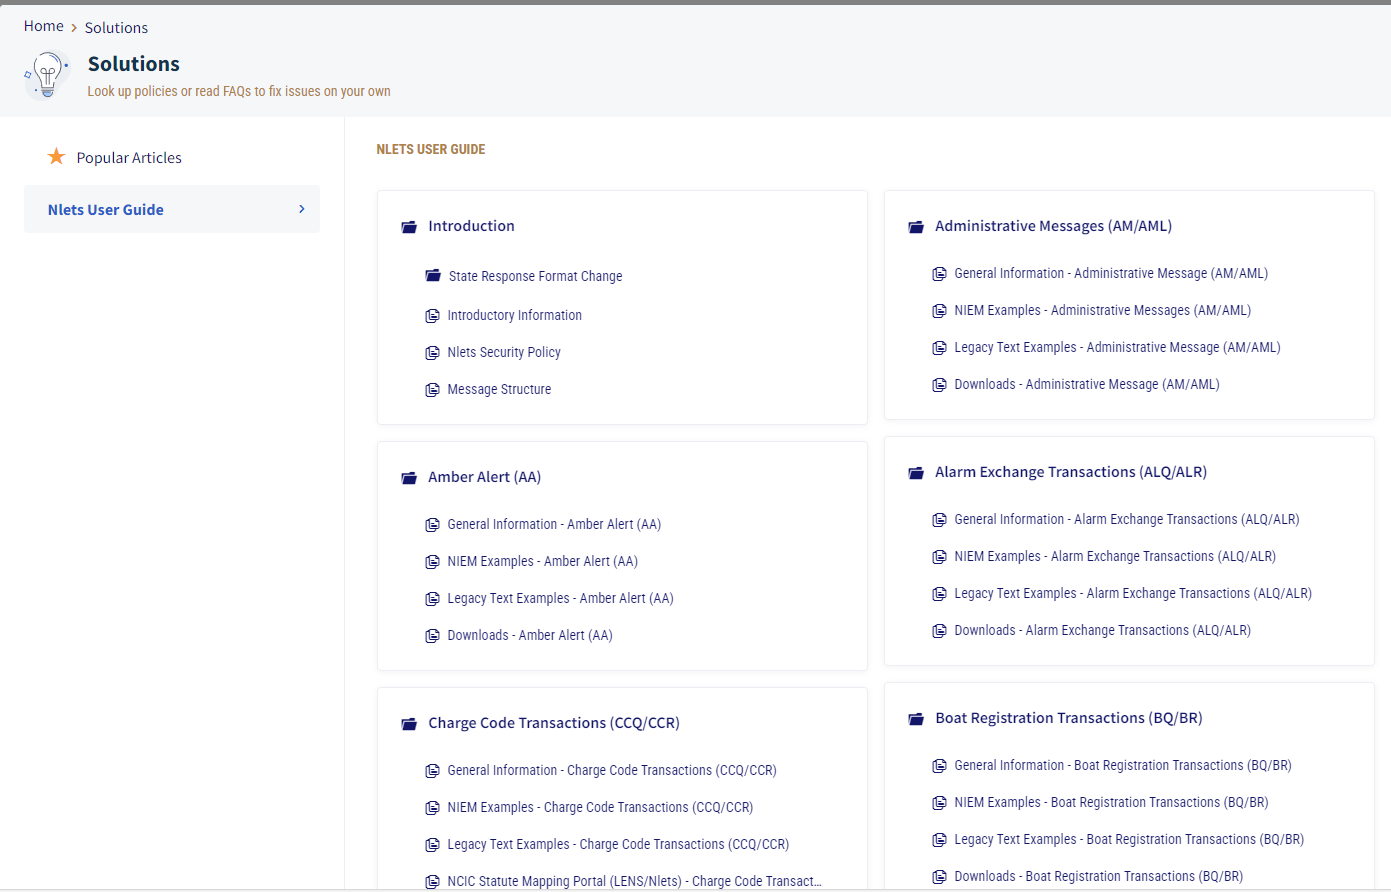 Home > Solutions
Solutions
Look up policies or read FAQs to fix issues on your own
Popular Articles
Nlets User Guide
NLETS USER GUIDE
Introduction
State Response Format Change
Introductory Information
Nlets Security Policy
Message Structure
Administrative Messages (AM/AML)
General Information - Administrative Message (AM/AML)
NIEM Examples - Administrative Messages (AM/AML)
Legacy Text Examples - Administrative Message (AM/AML)
Downloads - Administrative Message (AM/AML)
Amber Alert (AA)
General Information - Amber Alert (AA)
NIEM Examples - Amber Alert (AA)
Legacy Text Examples - Amber Alert (AA)
Downloads - Amber Alert (AA)
Alarm Exchange Transactions (ALQ/ALR)
General Information - Alarm Exchange Transactions (ALQ/ALR)
NIEM Examples - Alarm Exchange Transactions (ALQ/ALR)
Legacy Text Examples - Alarm Exchange Transactions (ALQ/ALR)
Downloads - Alarm Exchange Transactions (ALQ/ALR)
Charge Code Transactions (CCQ/CCR)
General Information - Charge Code Transactions (CCQ/CCR)
NIEM Examples - Charge Code Transactions (CCQ/CCR)
Legacy Text Examples - Charge Code Transactions (CCQ/CCR)
NCIC Statute Mapping Portal (LENS/Nlets) - Charge Code Transact...
Boat Registration Transactions (BQ/BR)
General Information - Boat Registration Transactions (BQ/BR)
NIEM Examples - Boat Registration Transactions (BQ/BR)
Legacy Text Examples - Boat Registration Transactions (BQ/BR)
Downloads - Boat Registration Transactions (BQ/BR)